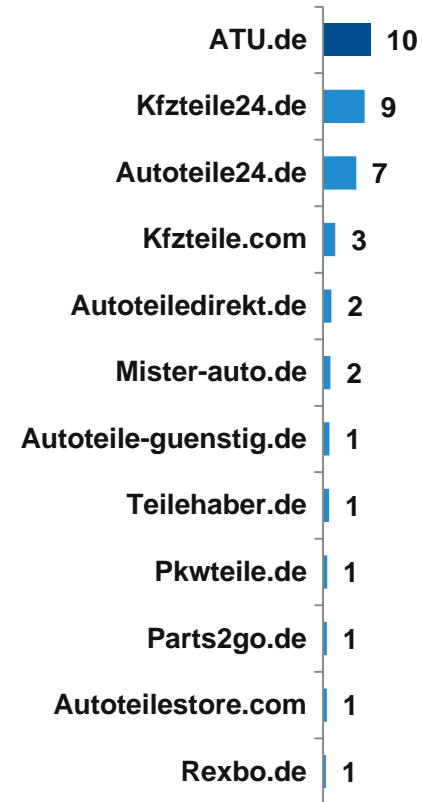 ATU.de 10
Kfzteile24.de 9
Autoteile24.de 7
Kfzteile.com 3
Autoteiledirekt.de 2
Mister-auto.de 2
Autoteile-guenstig.de 1
Teilehaber.de 1
Pkwteile.de 1
Parts2go.de 1
Autoteilestore.com 1
Rexbo.de 1